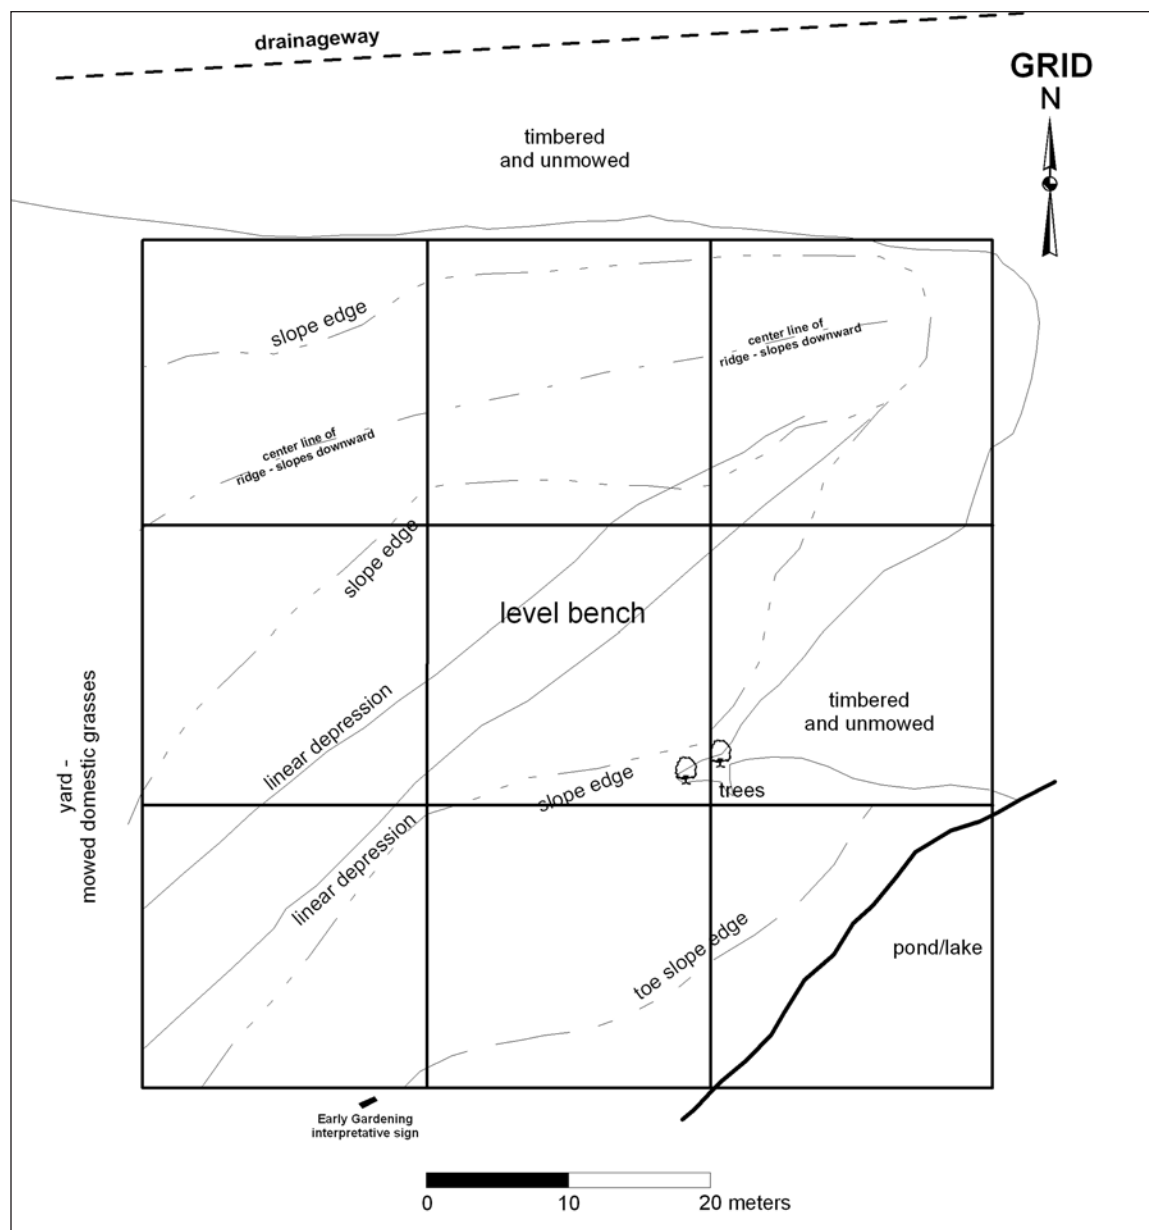 drainageway
GRID
N
timbered
and unmowed
slope edge
center line of
ridge - slopes downward
center line of
ridge - slopes downward
slope edge
level bench
linear depression
timbered
and unmowed
yard -
mowed domestic grasses
slope edge
trees
linear depression
toe slope edge
pond/lake
Early Gardening
interpretative sign
0 10 20 meters